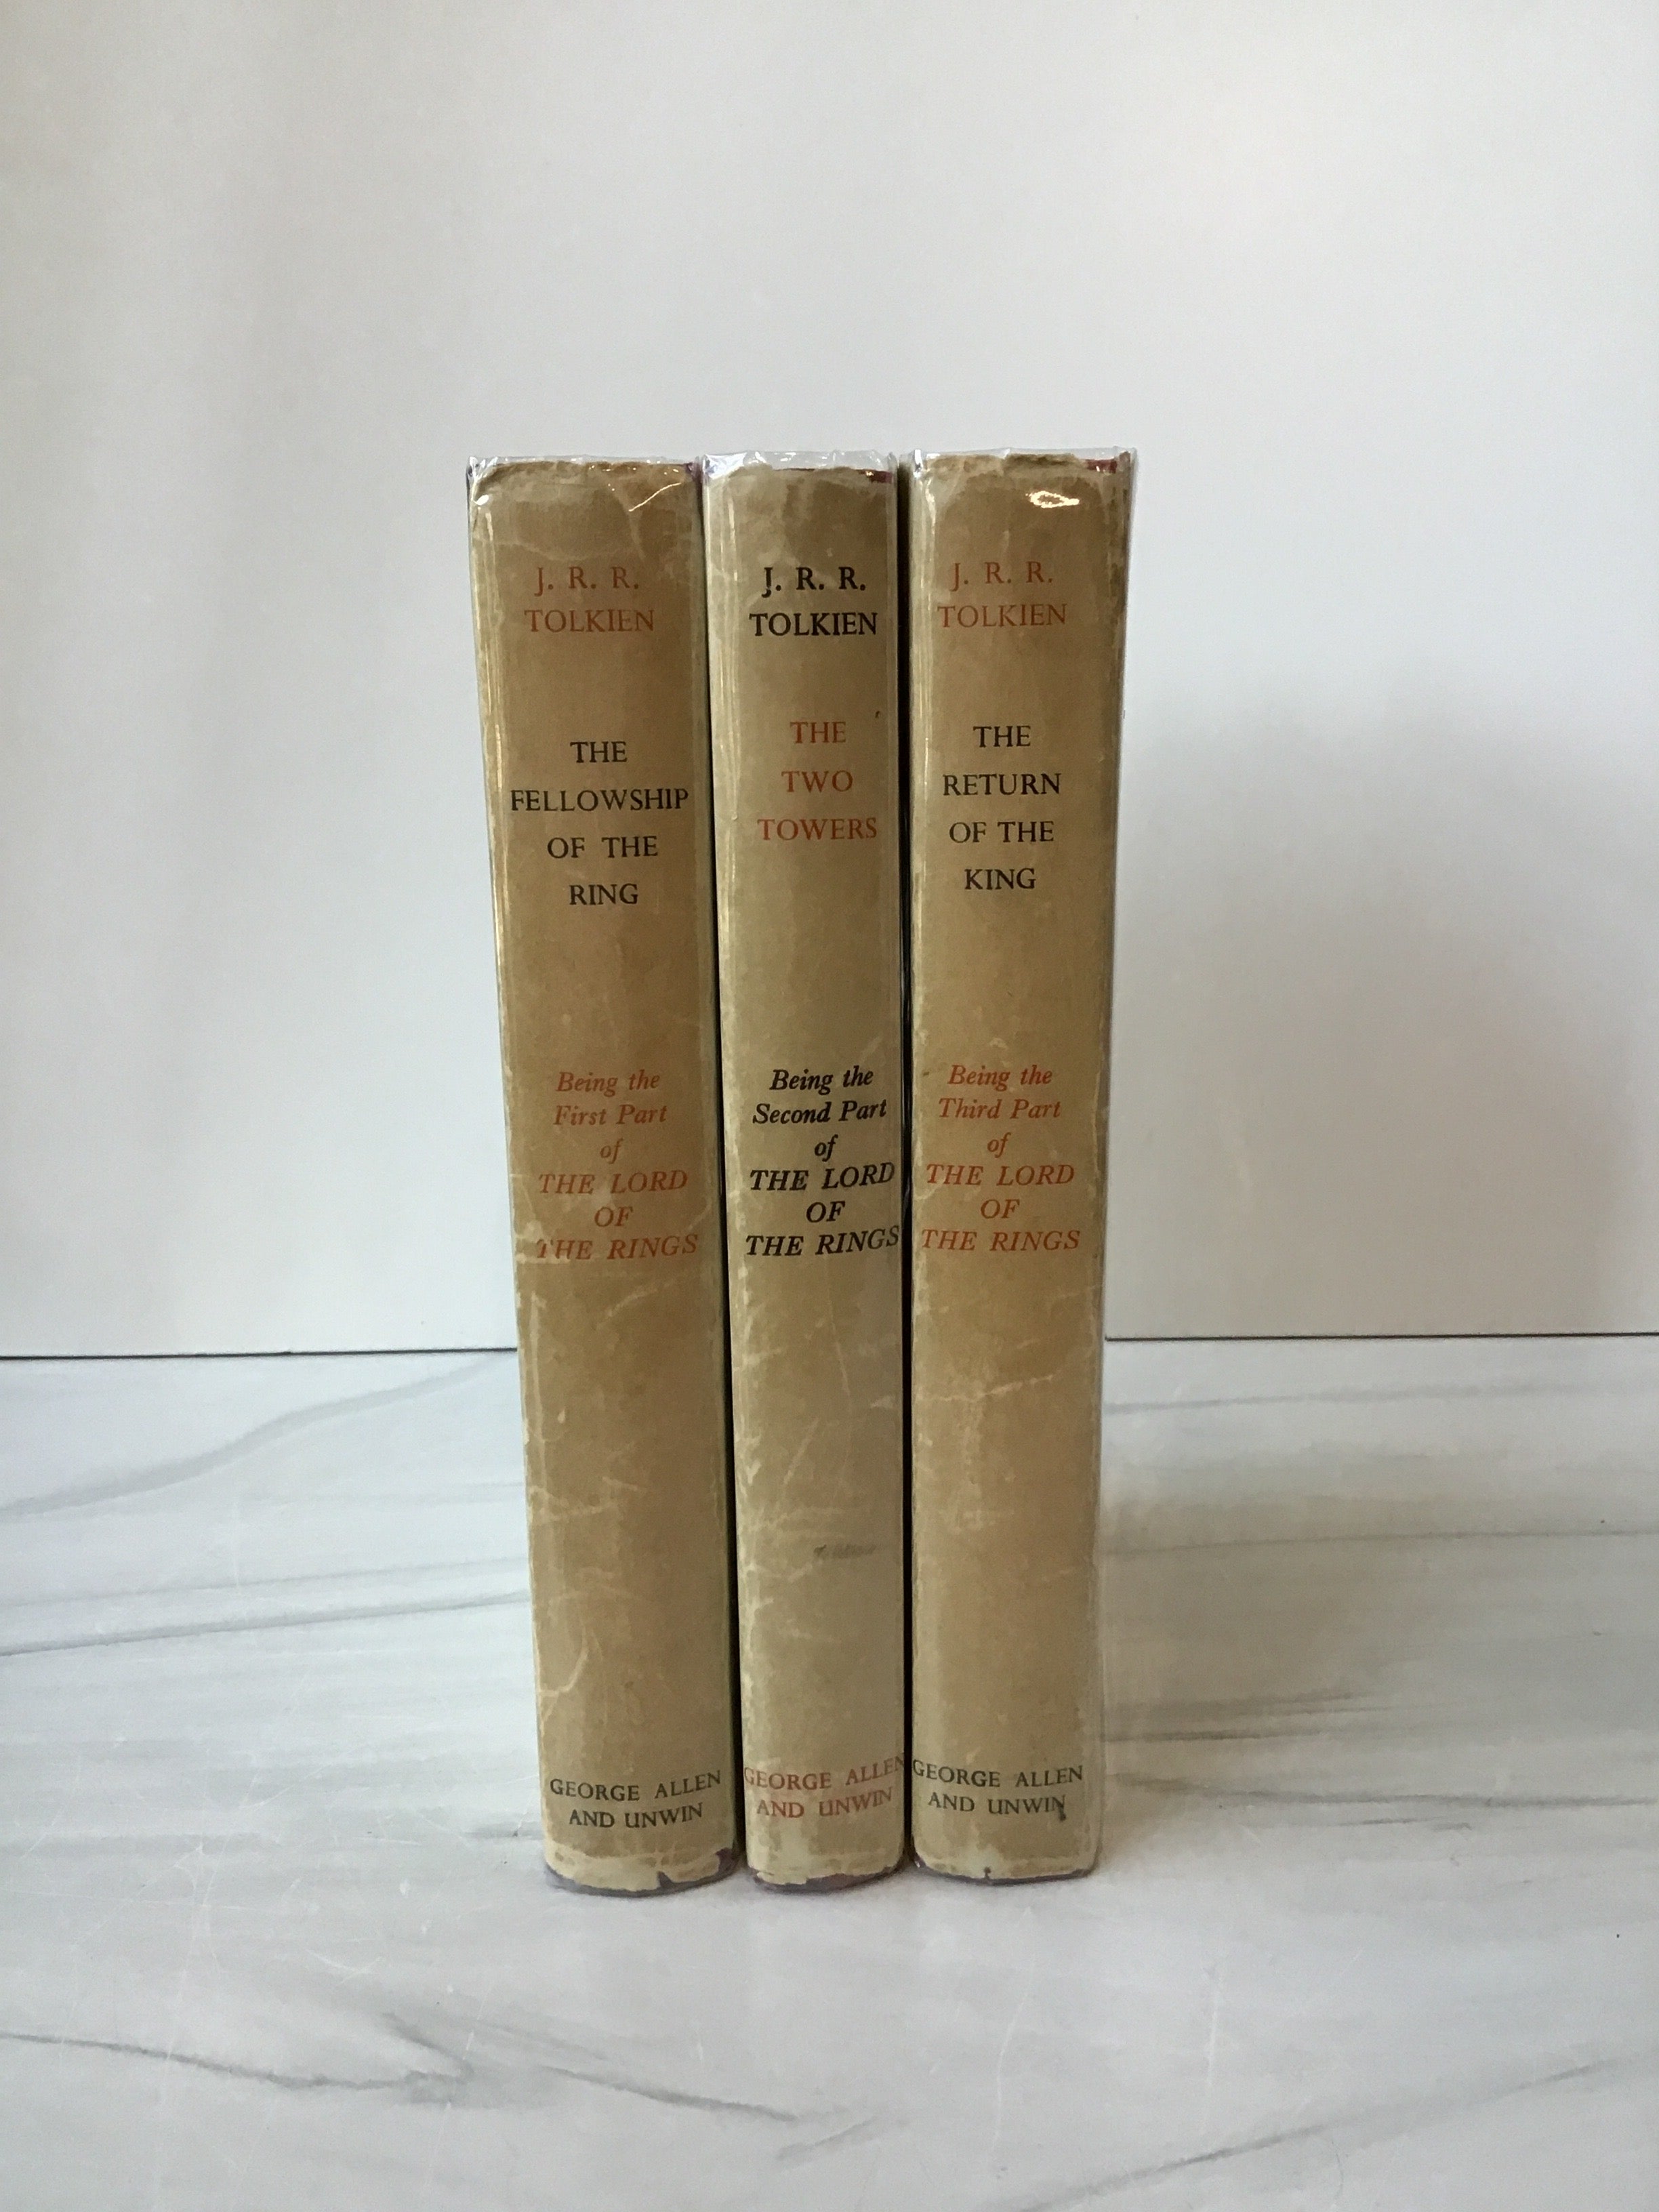 J. R. R.
TOLKIEN
THE
FELLOWSHIP
OF THE
RING
Being the
First Part
of
THE LORD
OF
THE RINGS
GEORGE ALLEN
AND UNWIN
J. R. R.
TOLKIEN
THE
TWO
TOWERS
Being the
Second Part
of
THE LORD
OF
THE RINGS
GEORGE ALLEN
AND UNWIN
J. R. R.
TOLKIEN
THE
RETURN
OF THE
KING
Being the
Third Part
of
THE LORD
OF
THE RINGS
GEORGE ALLEN
AND UNWIN